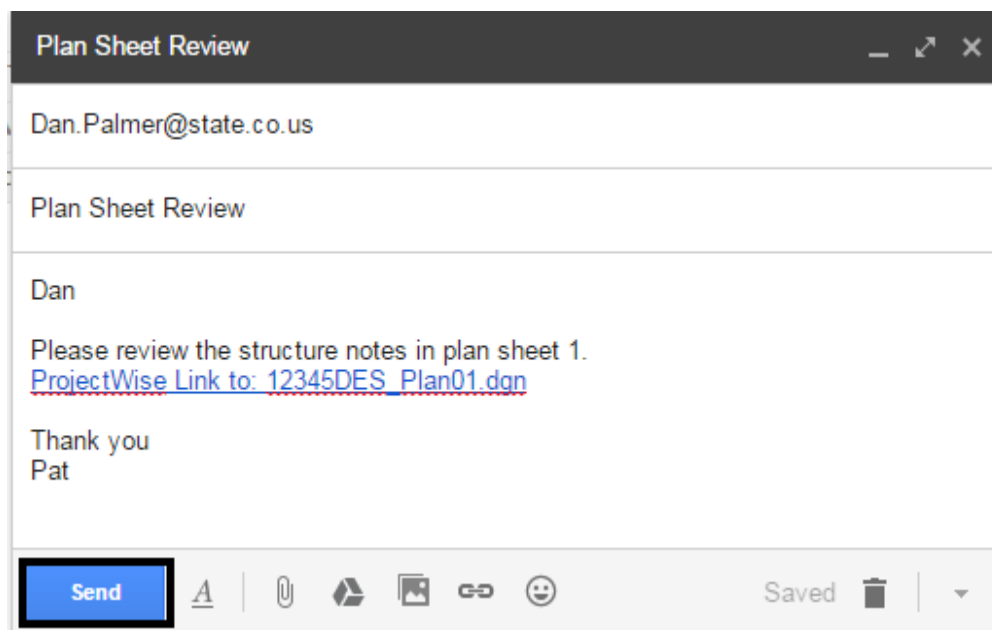 Plan Sheet Review
Dan.Palmer@state.co.us
Plan Sheet Review
Dan
Please review the structure notes in plan sheet 1.
ProjectWise Link to: 12345DES_Plan01.dgn
Thank you
Pat
Send A Saved